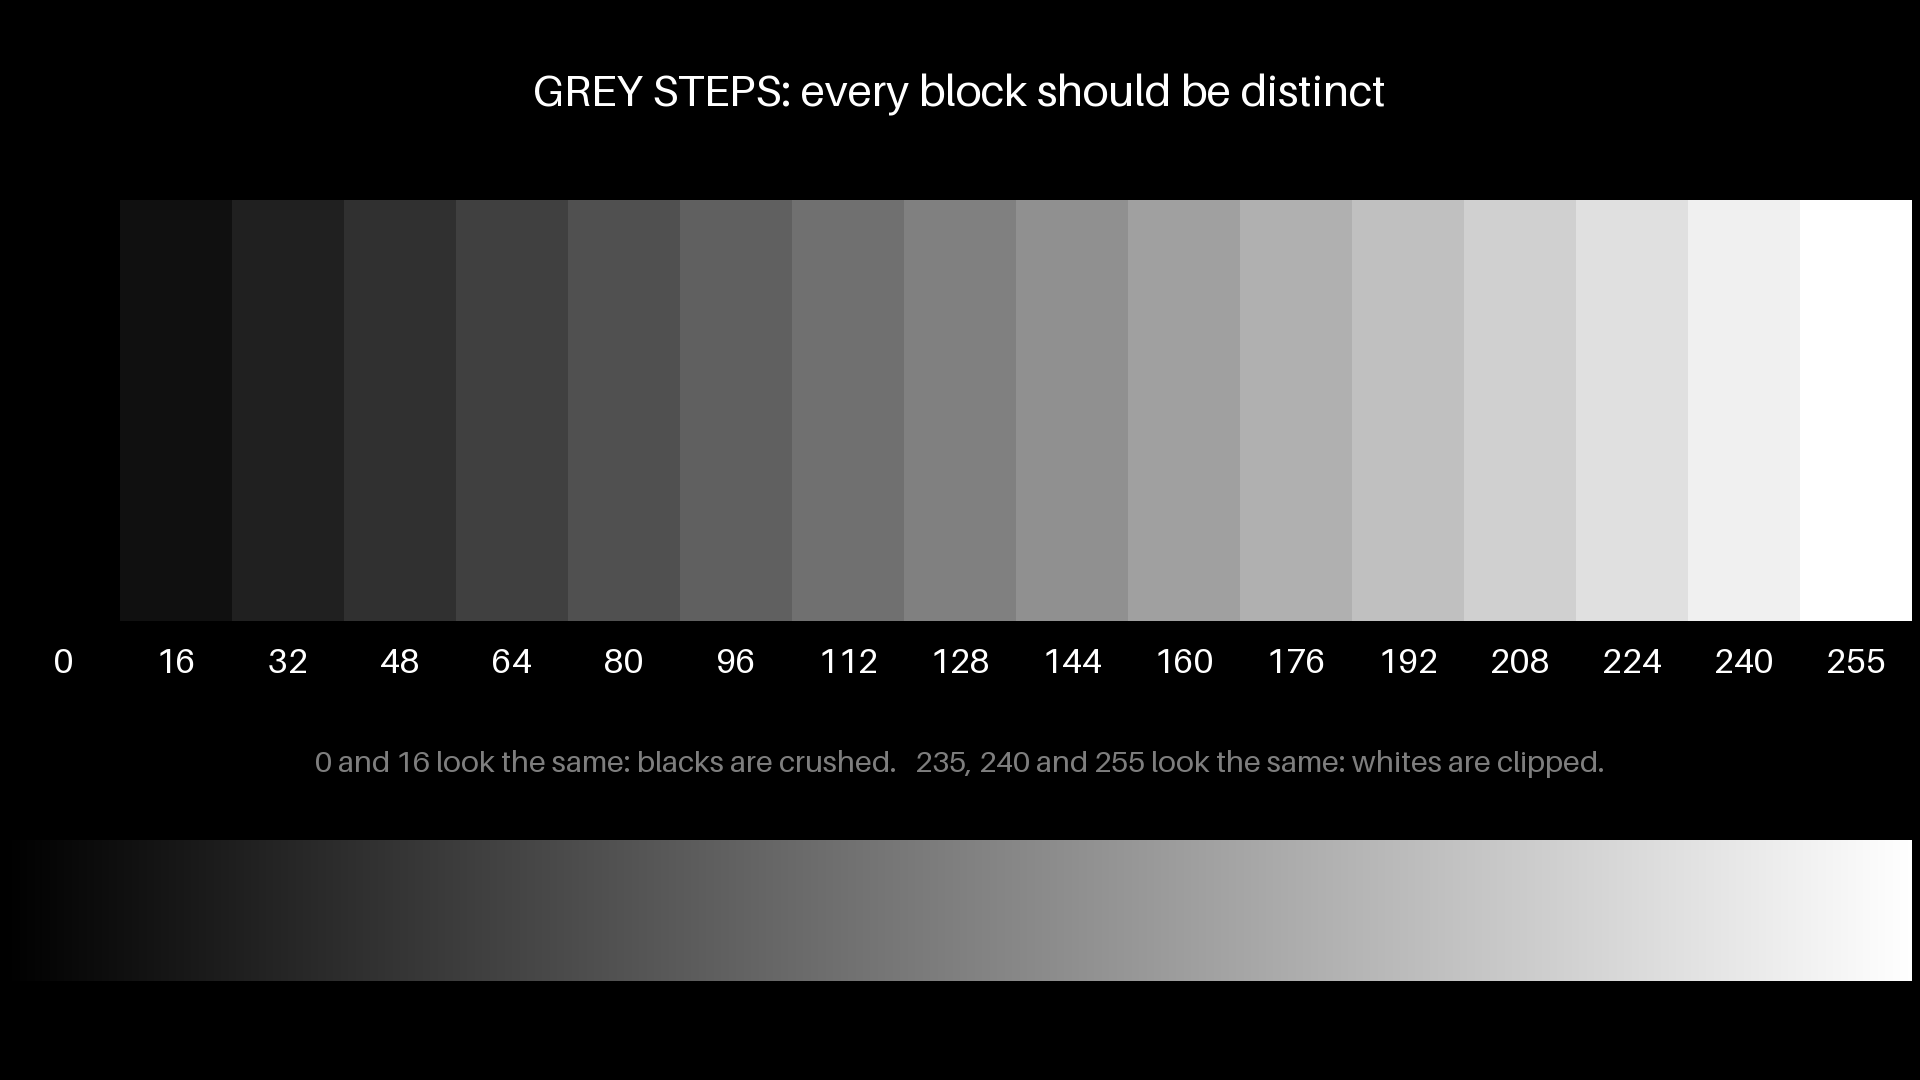 GREY STEPS: every block should be distinct
0 16 32 48 64 80 96 112 128 144 160 176 192 208 224 240 255
0 and 16 look the same: blacks are crushed. 235, 240 and 255 look the same: whites are clipped.